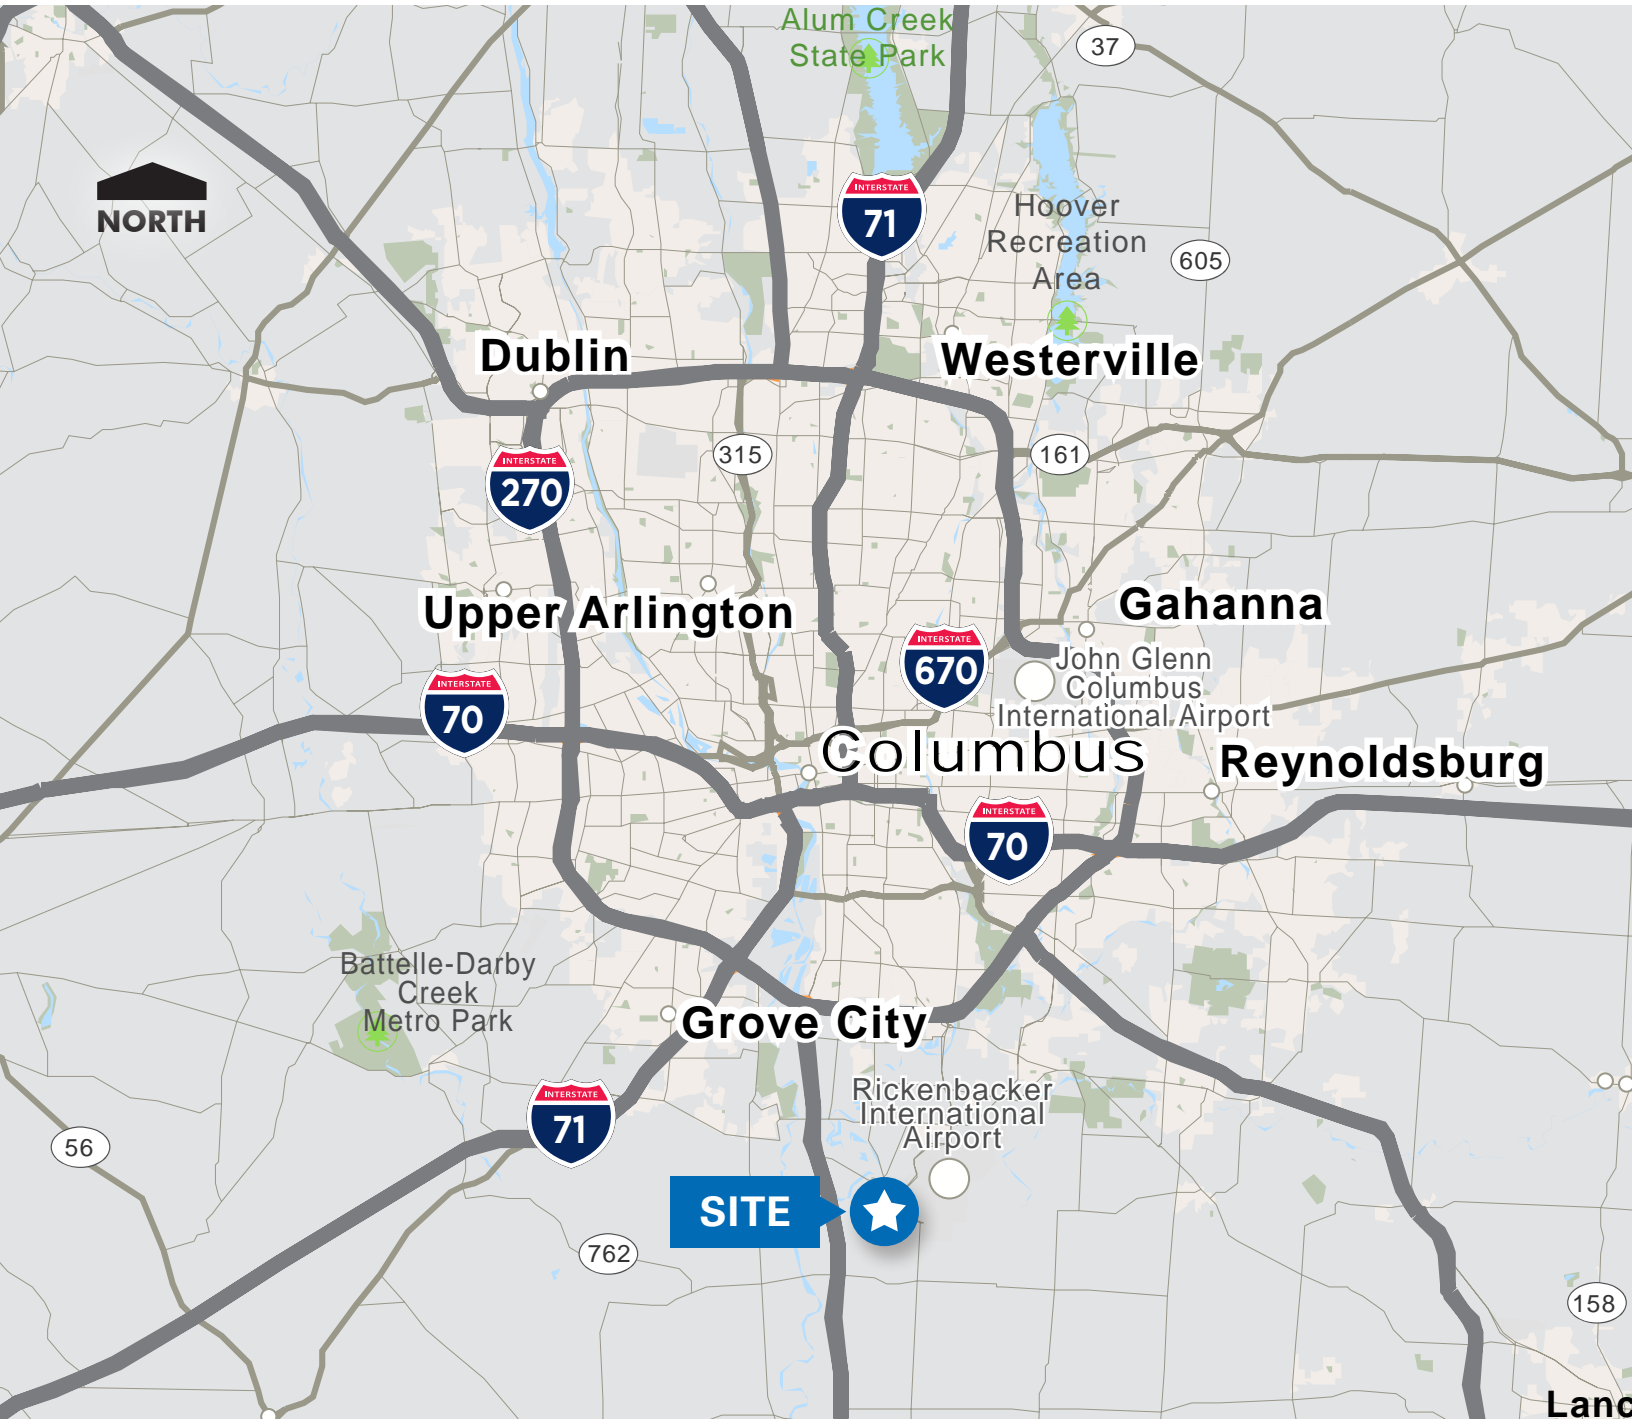 Alum Creek
State Park
37
INTERSTATE
71
NORTH
Hoover
Recreation
Area
605
Dublin
Westerville
315
161
INTERSTATE
270
Upper Arlington
Gahanna
INTERSTATE
670
John Glenn
Columbus
International Airport
INTERSTATE
70
Columbus
Reynoldsburg
INTERSTATE
70
Battelle-Darby
Creek
Metro Park
Grove City
Rickenbacker
International
Airport
INTERSTATE
71
56
SITE
762
158
Lanc